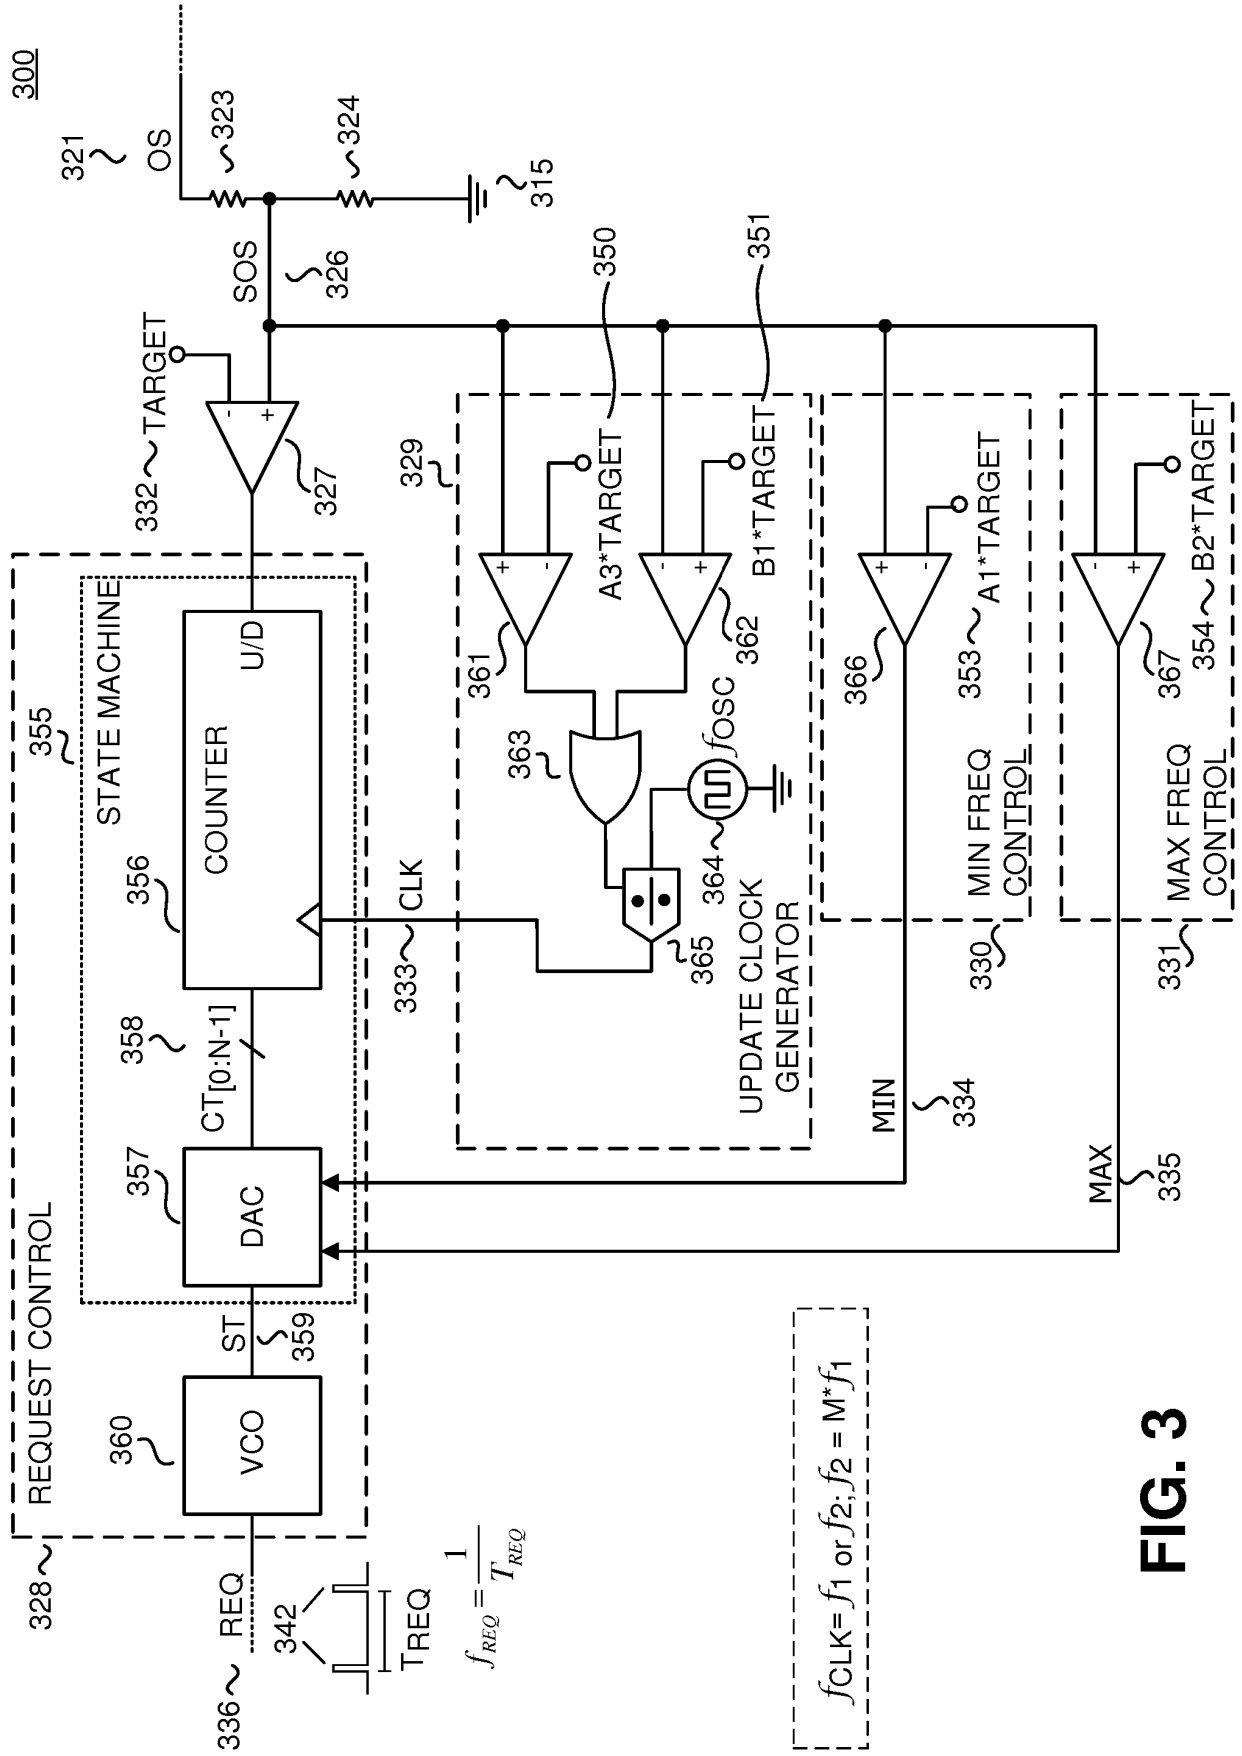 300
321
OS
323
324
315
SOS
326
332
TARGET
-
+
327
328
REQUEST CONTROL
355
STATE MACHINE
356
COUNTER
U/D
358
CT[0:N-1]
357
DAC
ST
359
360
VCO
336
REQ
342
TREQ
fREQ = 1/TREQ
333
CLK
329
350
351
361
+
-
A3*TARGET
362
-
+
B1*TARGET
363
364
fOSC
365
UPDATE CLOCK
GENERATOR
366
+
-
353
A1*TARGET
MIN FREQ
CONTROL
330
MIN
334
367
-
+
354
B2*TARGET
MAX FREQ
CONTROL
331
MAX
335
fCLK= f1 or f2; f2 = M*f1
FIG. 3